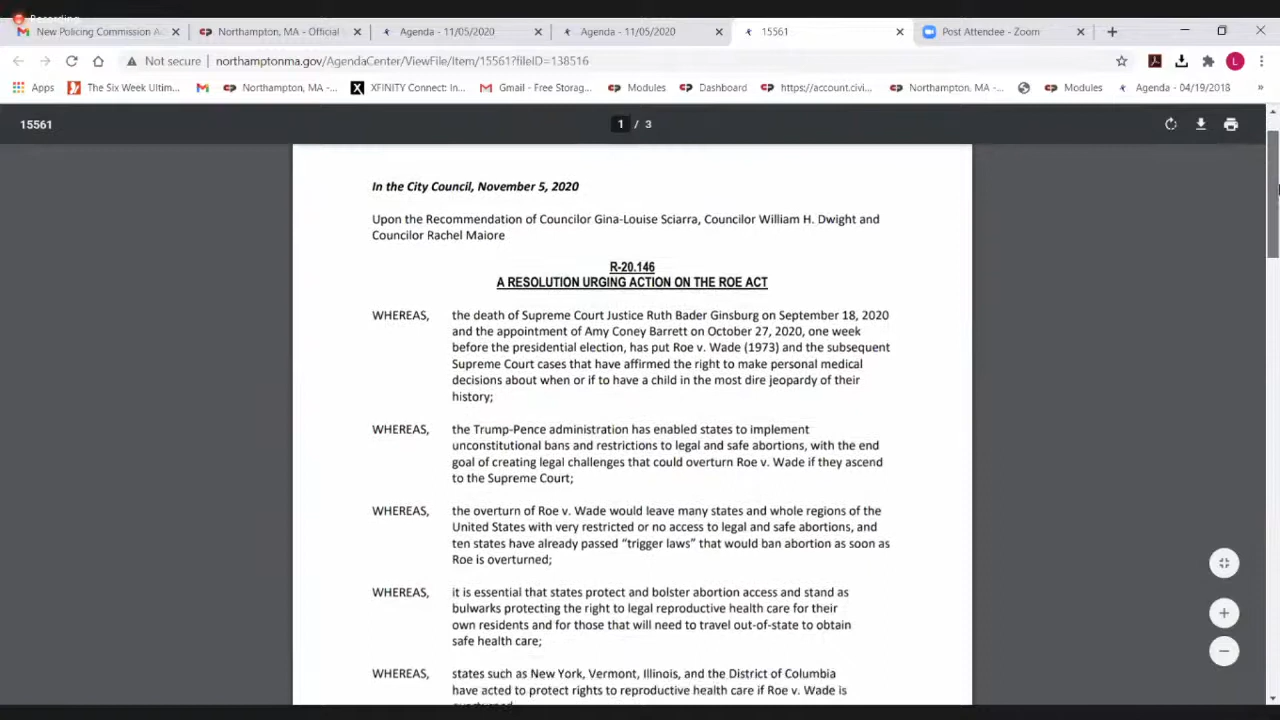 Recording
New Policing Commission A
Northampton, MA - Official
Agenda - 11/05/2020
Agenda - 11/05/2020
15561
Post Attendee - Zoom
Not secure
northamptonma.gov/AgendaCenter/ViewFile/Item/15561?fileID=138516
L
Apps
The Six Week Ultim...
Northampton, MA -...
XFINITY Connect: In...
Gmail - Free Storag...
Modules
Dashboard
https://account.civi...
Northampton, MA -...
Modules
Agenda - 04/19/2018
»
15561
1 / 3
In the City Council, November 5, 2020
Upon the Recommendation of Councilor Gina-Louise Sciarra, Councilor William H. Dwight and
Councilor Rachel Maiore
R-20.146
A RESOLUTION URGING ACTION ON THE ROE ACT
WHEREAS, the death of Supreme Court Justice Ruth Bader Ginsburg on September 18, 2020
and the appointment of Amy Coney Barrett on October 27, 2020, one week
before the presidential election, has put Roe v. Wade (1973) and the subsequent
Supreme Court cases that have affirmed the right to make personal medical
decisions about when or if to have a child in the most dire jeopardy of their
history;
WHEREAS, the Trump-Pence administration has enabled states to implement
unconstitutional bans and restrictions to legal and safe abortions, with the end
goal of creating legal challenges that could overturn Roe v. Wade if they ascend
to the Supreme Court;
WHEREAS, the overturn of Roe v. Wade would leave many states and whole regions of the
United States with very restricted or no access to legal and safe abortions, and
ten states have already passed “trigger laws” that would ban abortion as soon as
Roe is overturned;
WHEREAS, it is essential that states protect and bolster abortion access and stand as
bulwarks protecting the right to legal reproductive health care for their
own residents and for those that will need to travel out-of-state to obtain
safe health care;
WHEREAS, states such as New York, Vermont, Illinois, and the District of Columbia
have acted to protect rights to reproductive health care if Roe v. Wade is